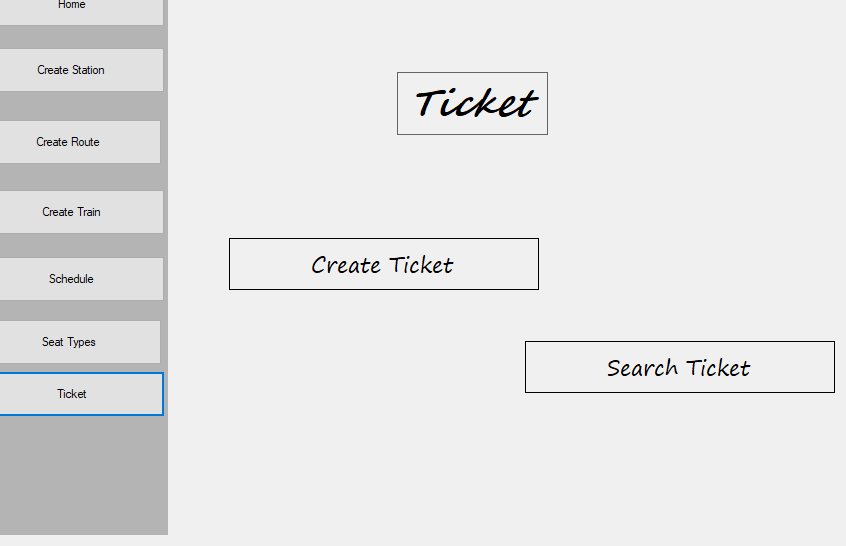 Home
Create Station
Create Route
Create Train
Schedule
Seat Types
Ticket
Ticket
Create Ticket
Search Ticket